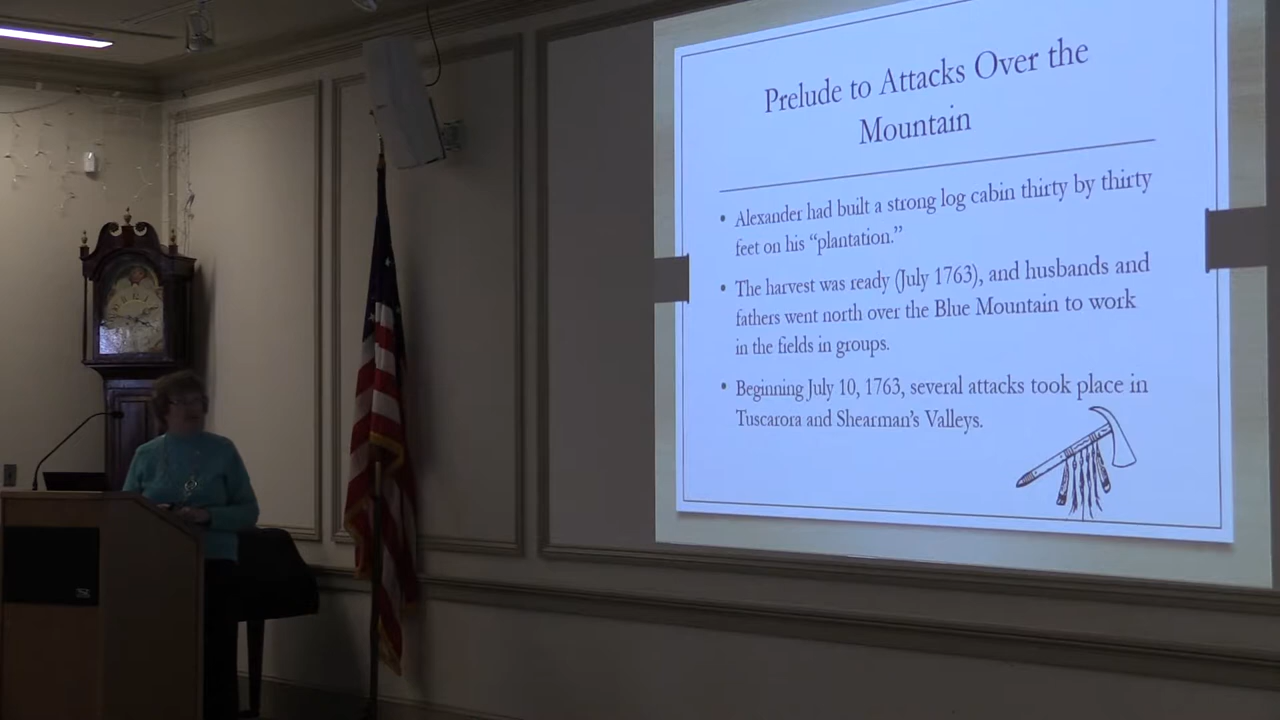 Prelude to Attacks Over the
Mountain
• Alexander had built a strong log cabin thirty by thirty
feet on his “plantation.”
• The harvest was ready (July 1763), and husbands and
fathers went north over the Blue Mountain to work
in the fields in groups.
• Beginning July 10, 1763, several attacks took place in
Tuscarora and Shearman’s Valleys.